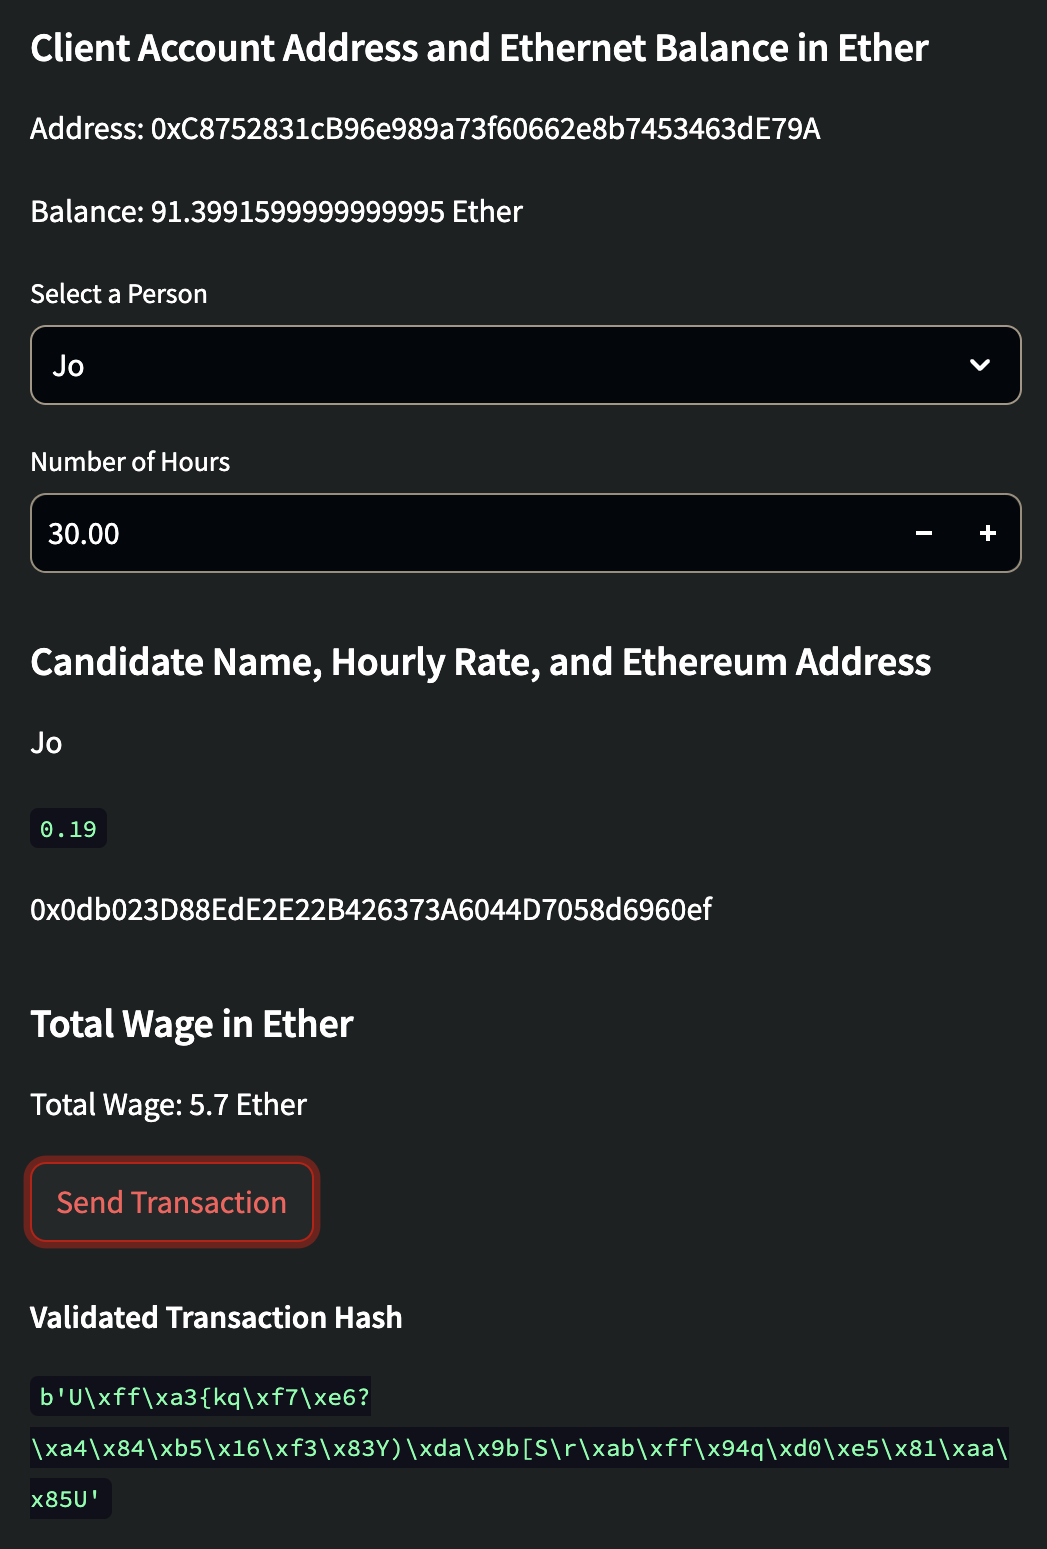 Client Account Address and Ethernet Balance in Ether
Address: 0xC8752831cB96e989a73f60662e8b7453463dE79A
Balance: 91.3991599999999995 Ether
Select a Person
Jo
Number of Hours
30.00
Candidate Name, Hourly Rate, and Ethereum Address
Jo
0.19
0x0db023D88EdE2E22B426373A6044D7058d6960ef
Total Wage in Ether
Total Wage: 5.7 Ether
Send Transaction
Validated Transaction Hash
b'U\xff\xa3{kq\xf7\xe6?
\xa4\x84\xb5\x16\xf3\x83Y)\xda\x9b[S\r\xab\xff\x94q\xd0\xe5\x81\xaa\
x85U'